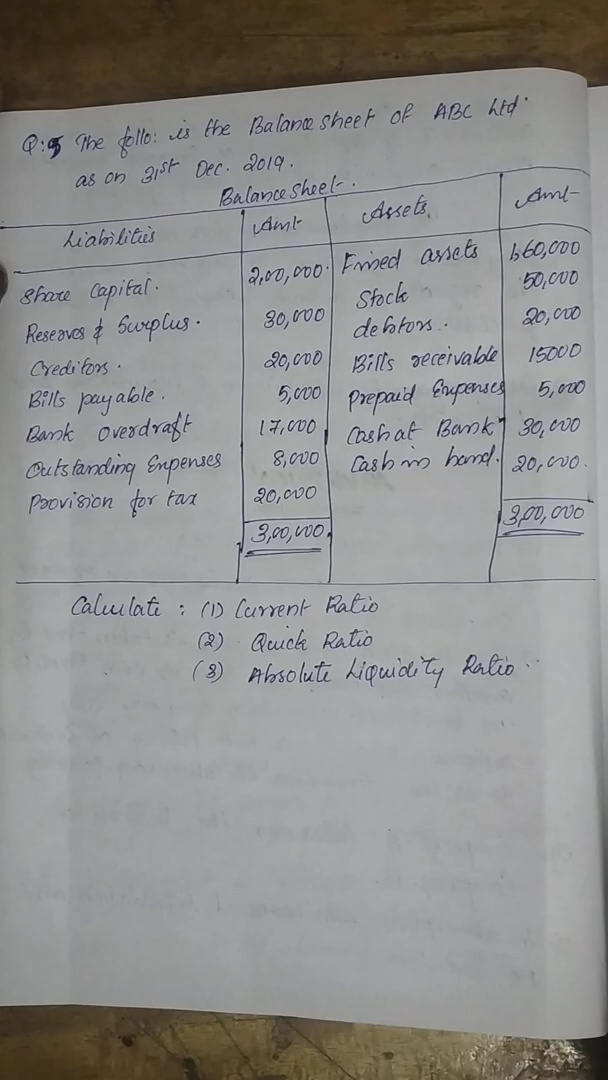 Q:5 The follo: is the Balance sheet of ABC Ltd.
as on 31st Dec. 2019.
Balance sheet.
Liabilities Amt Assets. Amt
Share Capital. 2,00,000. Fixed assets 1,60,000
Reserves & Surplus. 30,000 Stock 50,000
Creditors. 20,000 debtors. 20,000
Bills payable. 5,000 Bills receivable 15000
Bank overdraft 17,000 Prepaid Expenses 5,000
Outstanding Expenses 8,000 Cash at Bank 30,000
Provision for tax 20,000 Cash in hand. 20,000.
3,00,000. 3,00,000
Calculate : (1) Current Ratio
(2) Quick Ratio
(3) Absolute Liquidity Ratio.